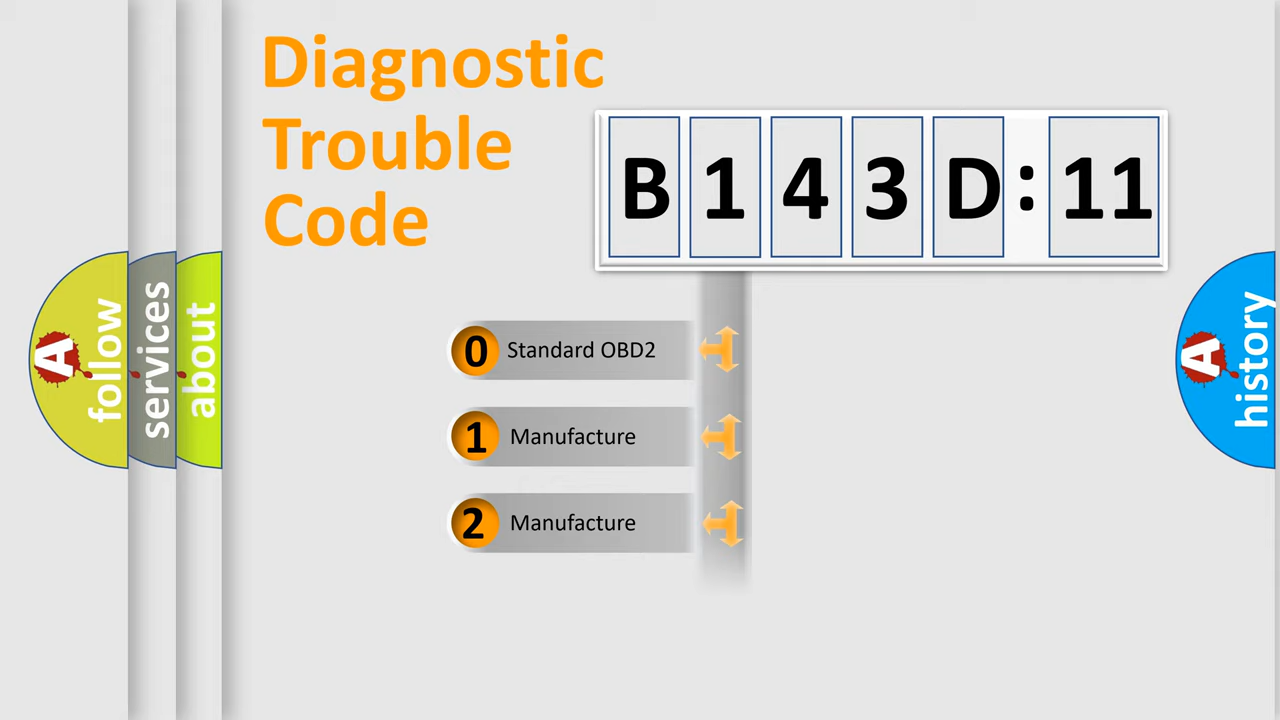 Diagnostic
Trouble
Code
B 1 4 3 D : 11
0 Standard OBD2
1 Manufacture
2 Manufacture
A follow
services
about
A history